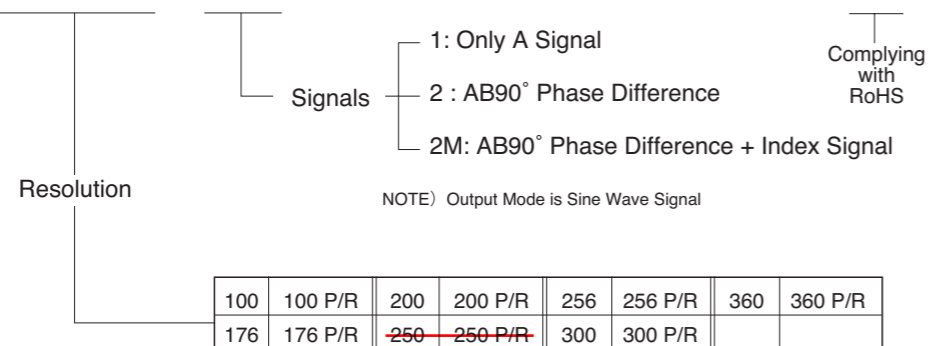 1: Only A Signal
Complying
with
RoHS
Signals
2 : AB90° Phase Difference
2M: AB90° Phase Difference + Index Signal
Resolution
NOTE）Output Mode is Sine Wave Signal
100 100 P/R 200 200 P/R 256 256 P/R 360 360 P/R
176 176 P/R 250 250 P/R 300 300 P/R